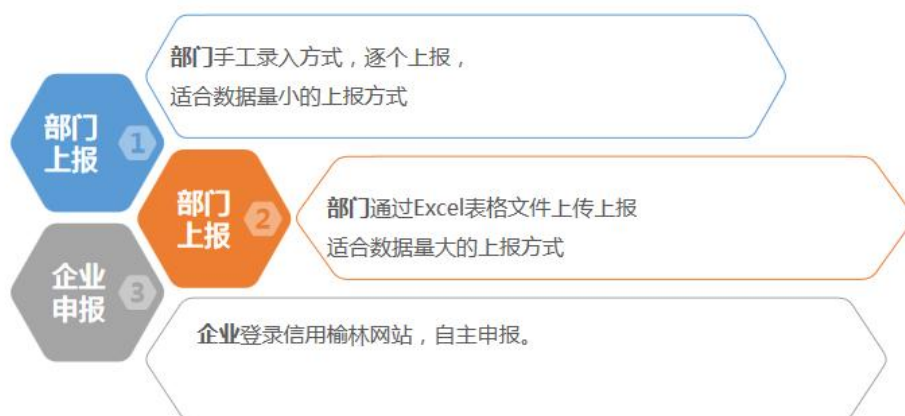 部门手工录入方式，逐个上报，
适合数据量小的上报方式
部门
上报
1
部门
上报
2
部门通过Excel表格文件上传上报
适合数据量大的上报方式
企业
申报
3
企业登录信用榆林网站，自主申报。